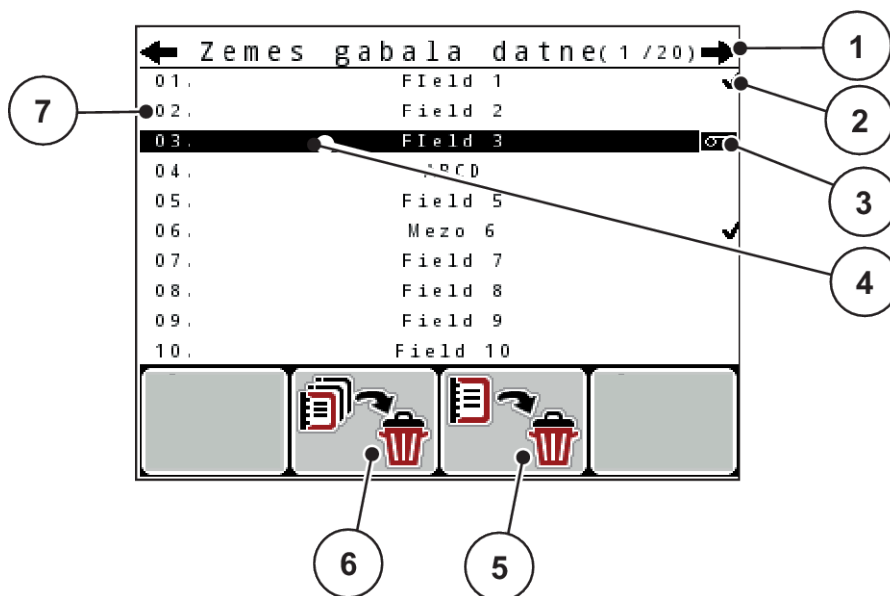 Zemes gabala datne(1/20)
01. FIeld 1
02. Field 2
03. FIeld 3
04. ABCD
05. Field 5
06. Mezo 6
07. Field 7
08. Field 8
09. Field 9
10. Field 10
1
2
3
4
5
6
7